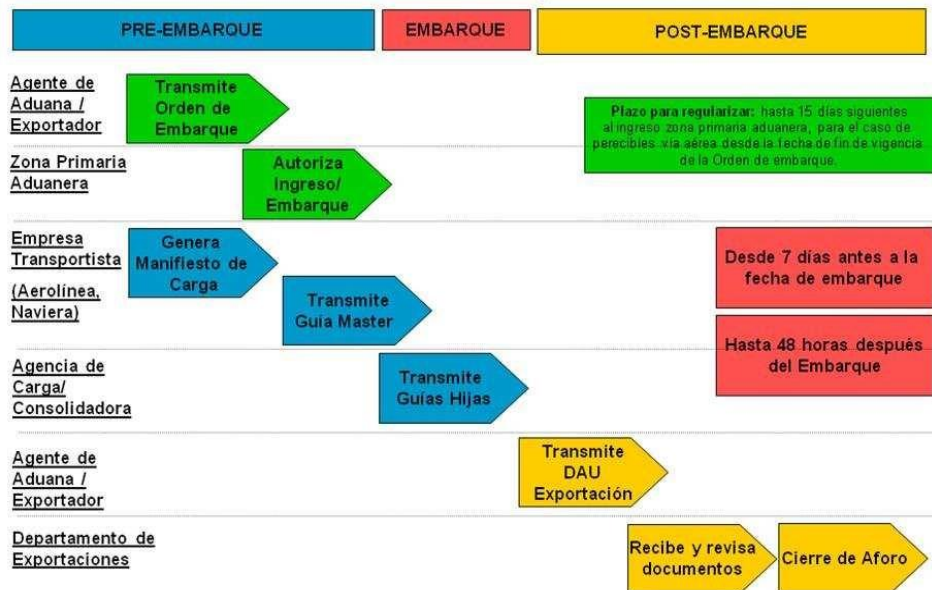 PRE-EMBARQUE
EMBARQUE
POST-EMBARQUE
Agente de
Aduana /
Exportador
Transmite
Orden de
Embarque
Plazo para regularizar: hasta 15 días siguientes
al ingreso zona primaria aduanera, para el caso de
perecibles vía aérea desde la fecha de fin de vigencia
de la Orden de embarque.
Zona Primaria
Aduanera
Autoriza
Ingreso/
Embarque
Empresa
Transportista
(Aerolínea,
Naviera)
Genera
Manifiesto de
Carga
Transmite
Guía Master
Desde 7 días antes a la
fecha de embarque
Hasta 48 horas después
del Embarque
Agencia de
Carga/
Consolidadora
Transmite
Guías Hijas
Agente de
Aduana /
Exportador
Transmite
DAU
Exportación
Departamento de
Exportaciones
Recibe y revisa
documentos
Cierre de Aforo